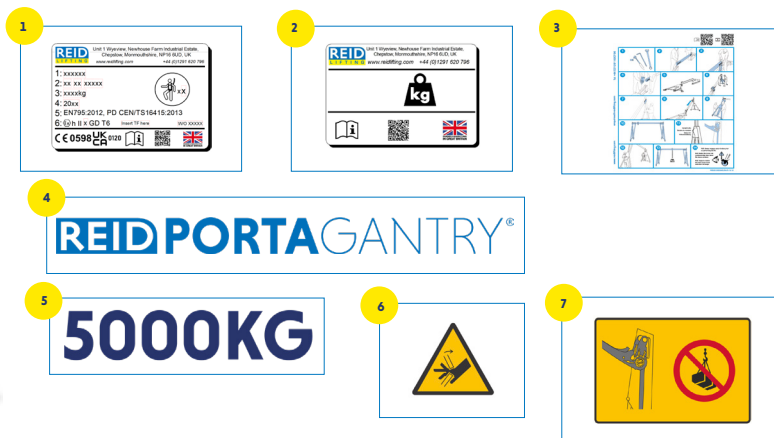 1
REID
LIFTING
Unit 1 Wyeview, Newhouse Farm Industrial Estate,
Chepstow, Monmouthshire, NP16 6UD, UK
www.reidlifting.com +44 (0)1291 620 796
1: xxxxxx
2: xx xx xxxxx
3: xxxxkg
4: 20xx
5: EN795:2012, PD CEN/TS16415:2013
6: Ex h II x GD T6 Insert TF here IWO XXXXX
xX
CE 0598 UKCA 0120
2
REID
LIFTING
Unit 1 Wyeview, Newhouse Farm Industrial Estate,
Chepstow, Monmouthshire, NP16 6UD, UK
www.reidlifting.com +44 (0)1291 620 796
kg
3
4
REID PORTAGANTRY®
5
5000KG
6
7